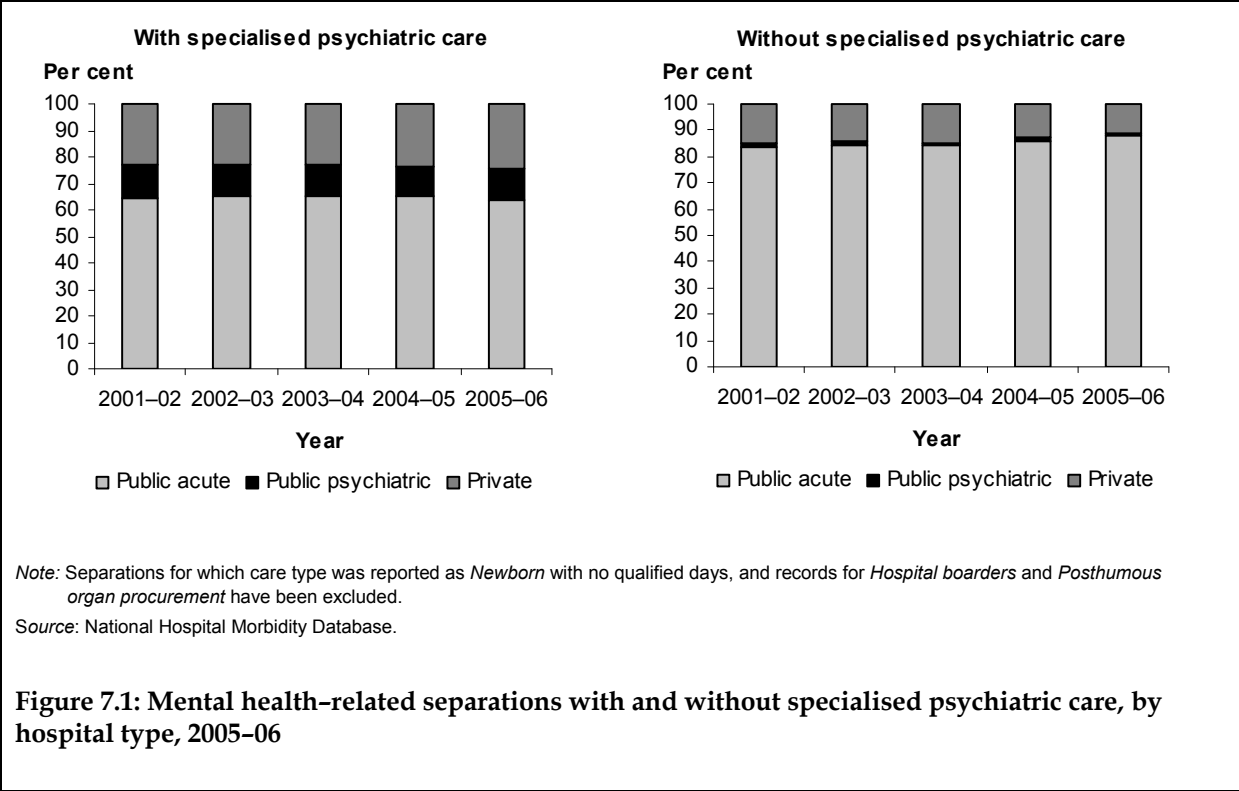 With specialised psychiatric care
Per cent
100
90
80
70
60
50
40
30
20
10
0
2001–02 2002–03 2003–04 2004–05 2005–06
Year
Public acute Public psychiatric Private
Without specialised psychiatric care
Per cent
100
90
80
70
60
50
40
30
20
10
0
2001–02 2002–03 2003–04 2004–05 2005–06
Year
Public acute Public psychiatric Private
Note: Separations for which care type was reported as Newborn with no qualified days, and records for Hospital boarders and Posthumous
organ procurement have been excluded.
Source: National Hospital Morbidity Database.
Figure 7.1: Mental health–related separations with and without specialised psychiatric care, by
hospital type, 2005–06